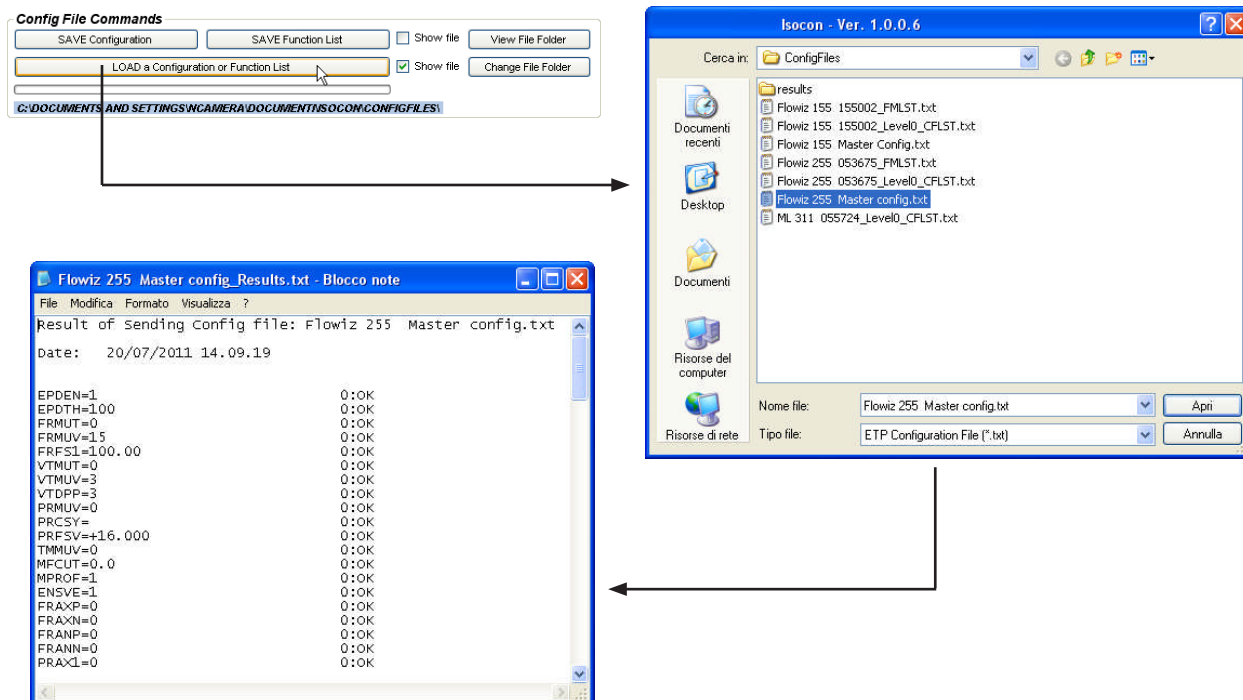 Config File Commands
SAVE Configuration
SAVE Function List
Show file
View File Folder
LOAD a Configuration or Function List
Show file
Change File Folder
C:\DOCUMENTS AND SETTINGS\NCAMERA\DOCUMENTI\ISOCON\CONFIGFILES\
Isocon - Ver. 1.0.0.6
Cerca in:
ConfigFiles
Documenti
recenti
Desktop
Documenti
Risorse del
computer
Risorse di rete
results
Flowiz 155  155002_FMLST.txt
Flowiz 155  155002_Level0_CFLST.txt
Flowiz 155  Master Config.txt
Flowiz 255  053675_FMLST.txt
Flowiz 255  053675_Level0_CFLST.txt
Flowiz 255  Master config.txt
ML 311  055724_Level0_CFLST.txt
Nome file:
Flowiz 255  Master config.txt
Apri
Tipo file:
ETP Configuration File (*.txt)
Annulla
Flowiz 255  Master config_Results.txt - Blocco note
File Modifica Formato Visualizza ?
Result of Sending Config file: Flowiz 255  Master config.txt
Date:   20/07/2011 14.09.19
EPDEN=1 0:OK
EPDTH=100 0:OK
FRMUT=0 0:OK
FRMUV=15 0:OK
FRFS1=100.00 0:OK
VTMUT=0 0:OK
VTMUV=3 0:OK
VTDPP=3 0:OK
PRMUV=0 0:OK
PRCSY= 0:OK
PRFSV=+16.000 0:OK
TMMUV=0 0:OK
MFCUT=0.0 0:OK
MPROF=1 0:OK
ENSVE=1 0:OK
FRAXP=0 0:OK
FRAXN=0 0:OK
FRANP=0 0:OK
FRANN=0 0:OK
PRAX1=0 0:OK